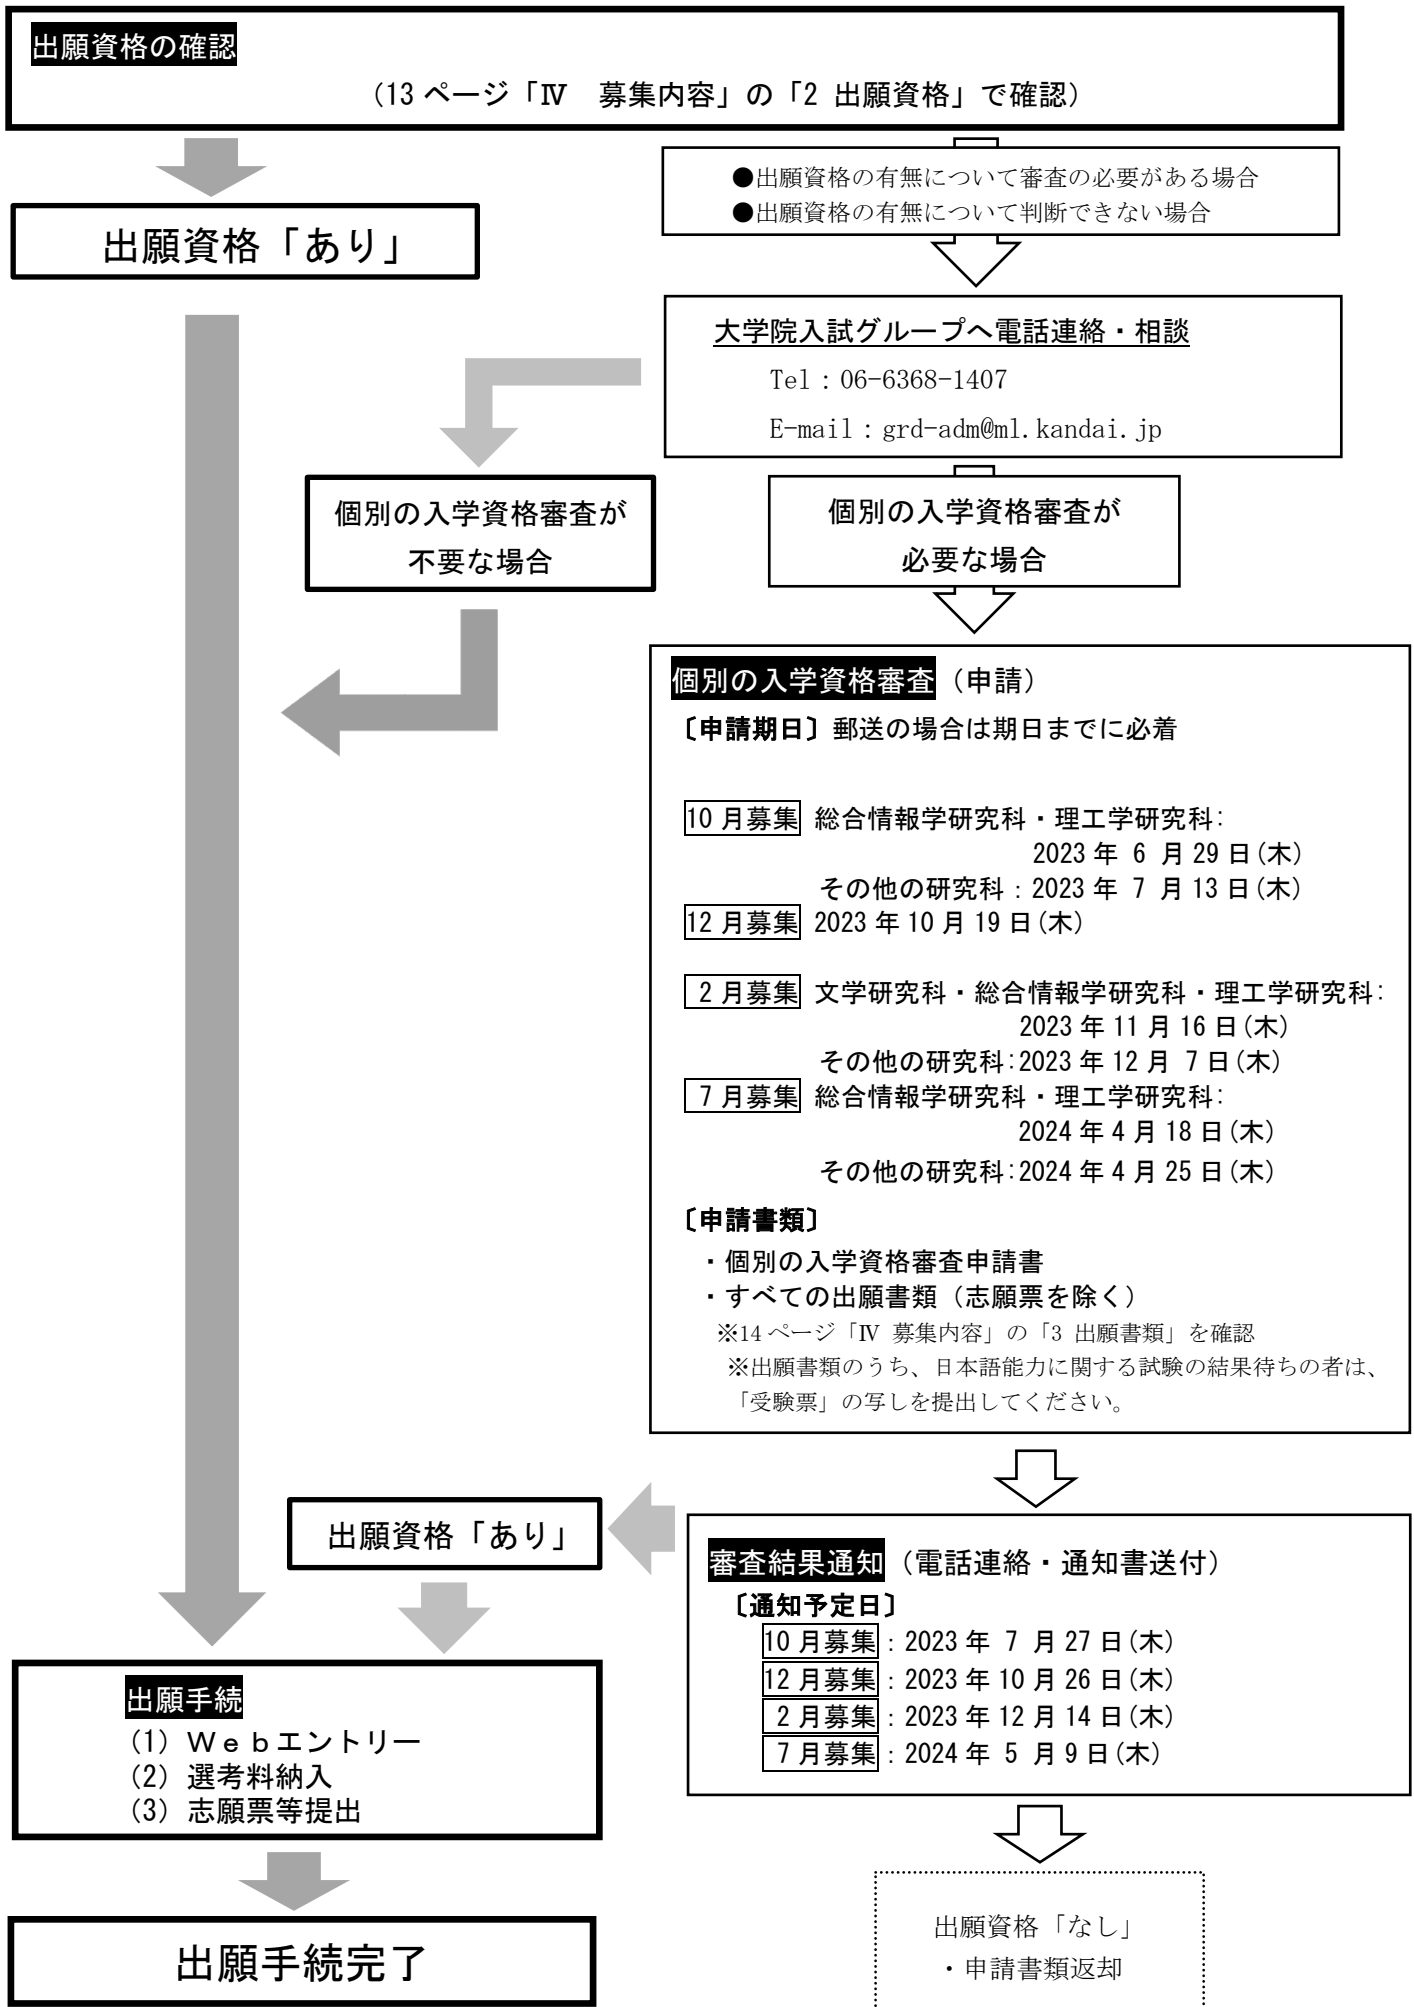 出願資格の確認
（13 ページ「Ⅳ　募集内容」の「2 出願資格」で確認）
●出願資格の有無について審査の必要がある場合
●出願資格の有無について判断できない場合
出願資格「あり」
大学院入試グループへ電話連絡・相談
Tel：06-6368-1407
E-mail：grd-adm@ml.kandai.jp
個別の入学資格審査が
不要な場合
個別の入学資格審査が
必要な場合
個別の入学資格審査（申請）
〔申請期日〕郵送の場合は期日までに必着
10 月募集 総合情報学研究科・理工学研究科：
2023 年 6 月 29 日（木）
その他の研究科：2023 年 7 月 13 日（木）
12 月募集 2023 年 10 月 19 日（木）
2 月募集 文学研究科・総合情報学研究科・理工学研究科：
2023 年 11 月 16 日（木）
その他の研究科：2023 年 12 月 7 日（木）
7 月募集 総合情報学研究科・理工学研究科：
2024 年 4 月 18 日（木）
その他の研究科：2024 年 4 月 25 日（木）
〔申請書類〕
・個別の入学資格審査申請書
・すべての出願書類（志願票を除く）
※14 ページ「Ⅳ 募集内容」の「3 出願書類」を確認
※出願書類のうち、日本語能力に関する試験の結果待ちの者は、
「受験票」の写しを提出してください。
出願資格「あり」
審査結果通知（電話連絡・通知書送付）
〔通知予定日〕
10 月募集：2023 年 7 月 27 日（木）
12 月募集：2023 年 10 月 26 日（木）
2 月募集：2023 年 12 月 14 日（木）
7 月募集：2024 年 5 月 9 日（木）
出願手続
（1）Ｗｅｂエントリー
（2）選考料納入
（3）志願票等提出
出願手続完了
出願資格「なし」
・申請書類返却